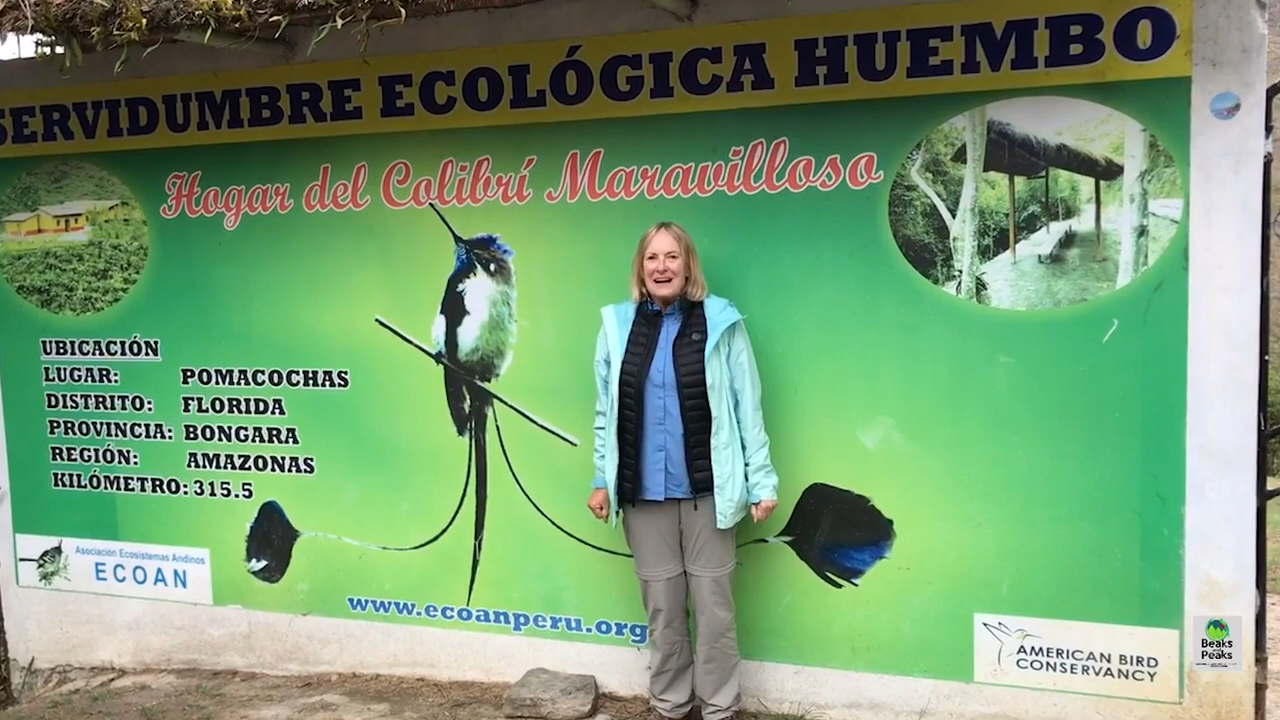 SERVIDUMBRE ECOLÓGICA HUEMBO
Hogar del Colibrí Maravilloso
UBICACIÓN
LUGAR: POMACOCHAS
DISTRITO: FLORIDA
PROVINCIA: BONGARA
REGIÓN: AMAZONAS
KILÓMETRO: 315.5
Asociación Ecosistemas Andinos
ECOAN
www.ecoanperu.org
AMERICAN BIRD
CONSERVANCY
Beaks
Peaks